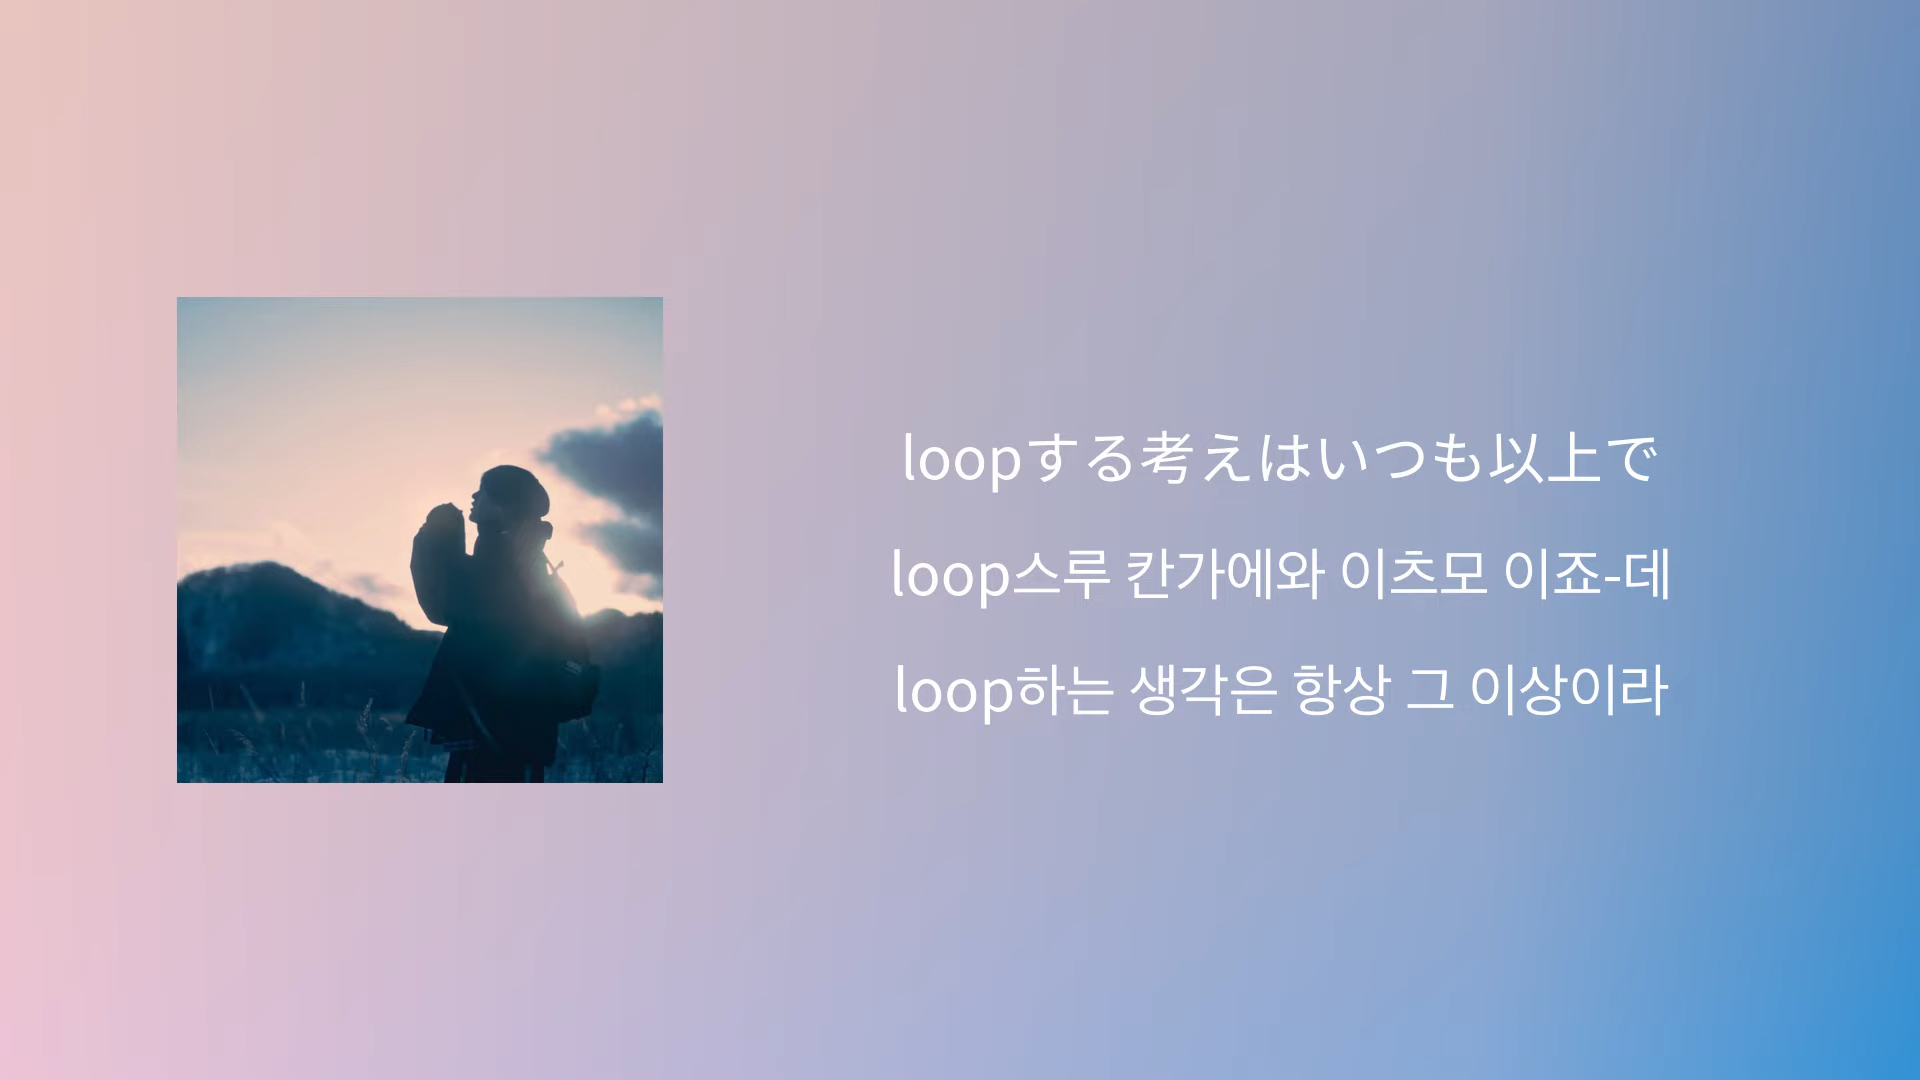 loopする考えはいつも以上で
loop스루 칸가에와 이츠모 이죠-데
loop하는 생각은 항상 그 이상이라